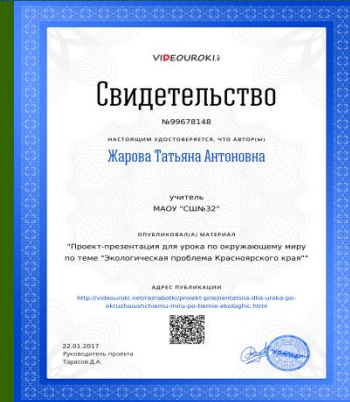 VIDEOUROKI
Свидетельство
№99678148
НАСТОЯЩИМ УДОСТОВЕРЯЕТСЯ, ЧТО АВТОР(Ы)
Жарова Татьяна Антоновна
учитель
МАОУ "СШ№32"
ОПУБЛИКОВАЛ(А) МАТЕРИАЛ
"Проект-презентация для урока по окружающему миру
по теме "Экологическая проблема Красноярского края""
АДРЕС ПУБЛИКАЦИИ
http://videouroki.net/razrabotki/proiekt-priezientatsiia-dlia-uroka-po-
okruzhaiushchiemu-miru-po-tiemie-ekologhic.html
22.01.2017
Руководитель проекта
Тарасов Д.А.